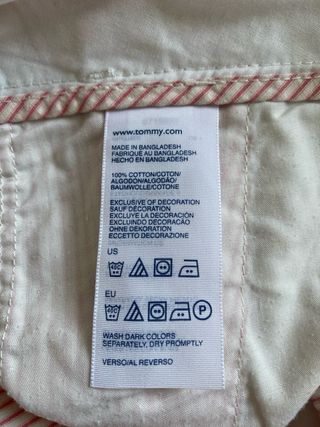 www.tommy.com
MADE IN BANGLADESH
FABRIQUE AU BANGLADESH
HECHO EN BANGLADESH
100% COTTON/COTON/
ALGODON/ALGODÃO/
BAUMWOLLE/COTONE
EXCLUSIVE OF DECORATION
SAUF DÉCORATION
EXCLUYE LA DECORACIÓN
EXCLUINDO DECORAÇÃO
OHNE DEKORATION
ECCETTO DECORAZIONE
US
40C
EU
40C
P
WASH DARK COLORS
SEPARATELY, DRY PROMPTLY
VERSO/AL REVERSO